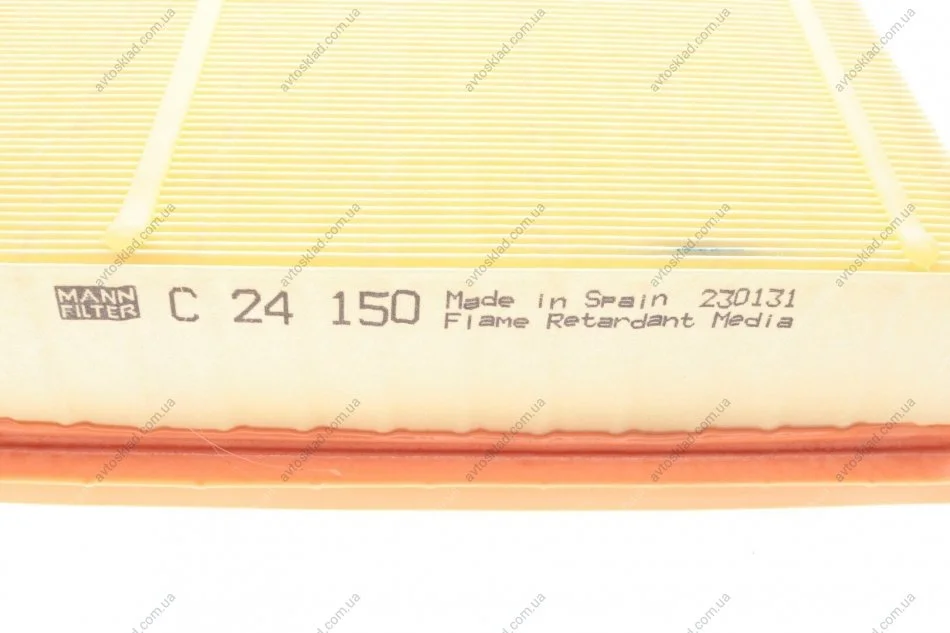 MANN
FILTER
C 24 150
Made in Spain 230131
Flame Retardant Media
avtosklad.com.ua